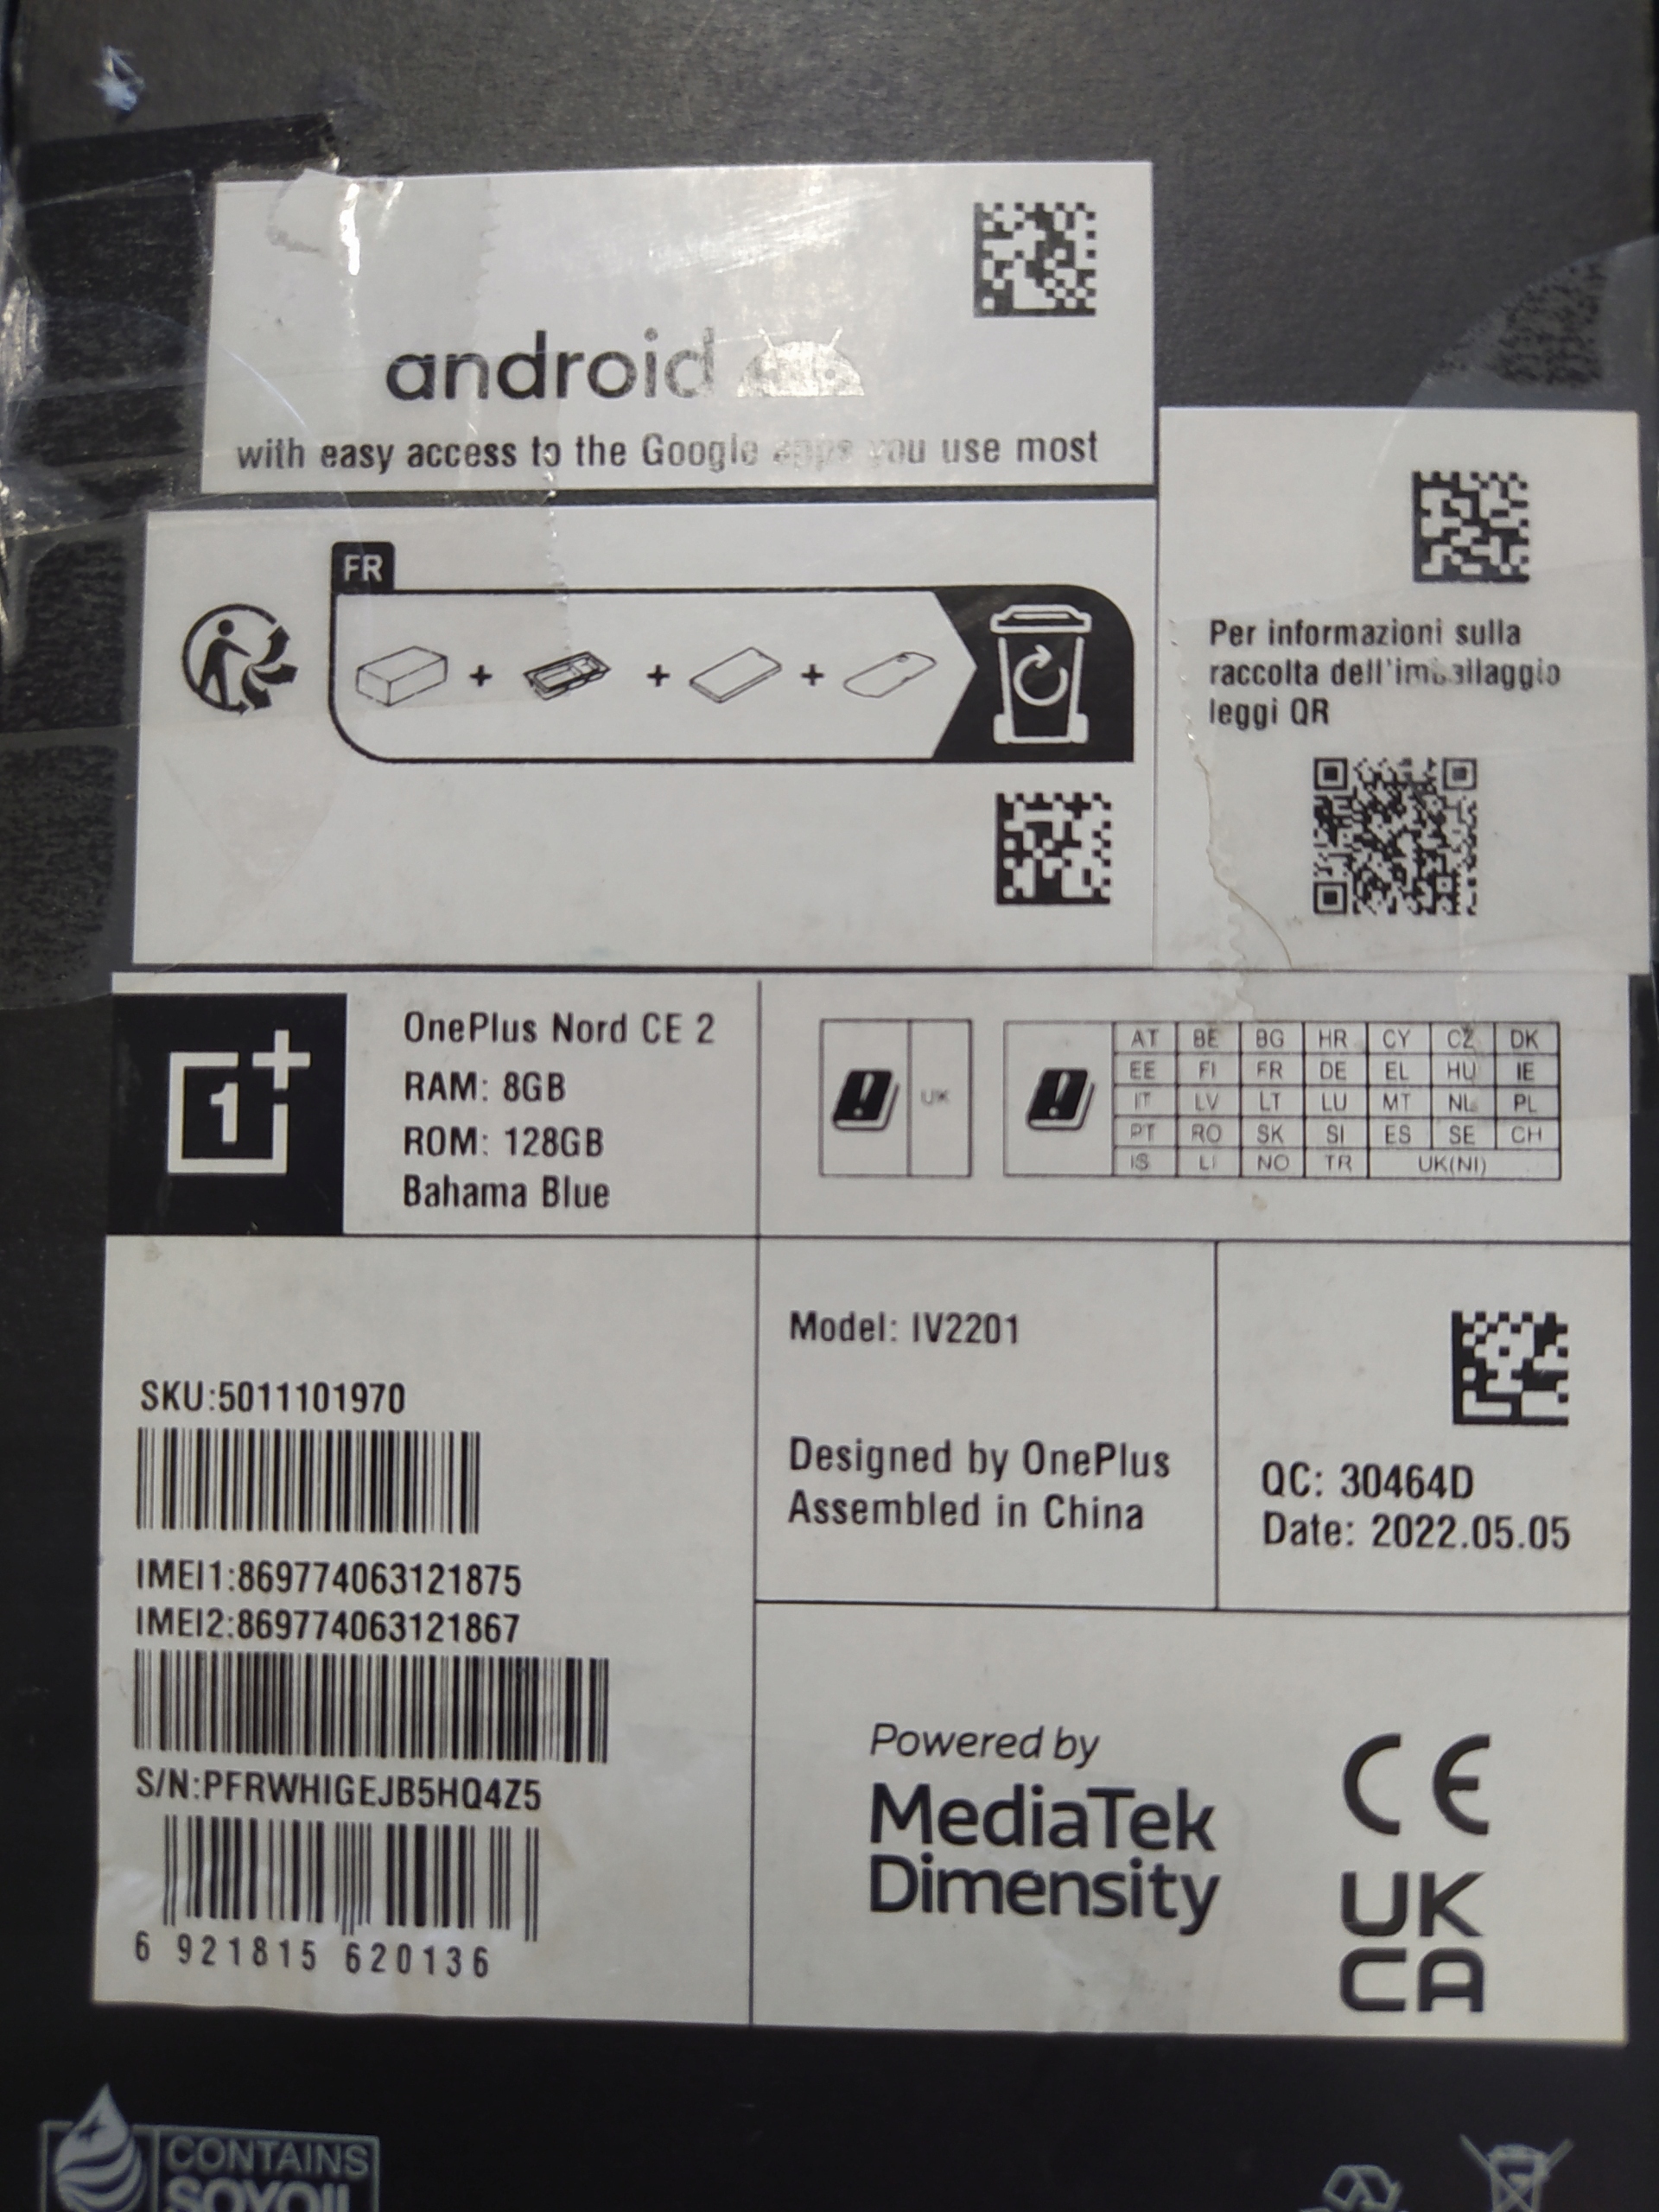 android
with easy access to the Google apps you use most
FR
Per informazioni sulla
raccolta dell'imballaggio
leggi QR
1+
OnePlus Nord CE 2
RAM: 8GB
ROM: 128GB
Bahama Blue
UK
AT BE BG HR CY CZ DK
EE FI FR DE EL HU IE
IT LV LT LU MT NL PL
PT RO SK SI ES SE CH
IS LI NO TR UK(NI)
SKU:5011101970
IMEI1:869774063121875
IMEI2:869774063121867
S/N:PFRWHIGEJB5HQ4Z5
6 921815 620136
Model: IV2201
Designed by OnePlus
Assembled in China
QC: 30464D
Date: 2022.05.05
Powered by
MediaTek
Dimensity
CE
UK
CA
CONTAINS
SOYOIL